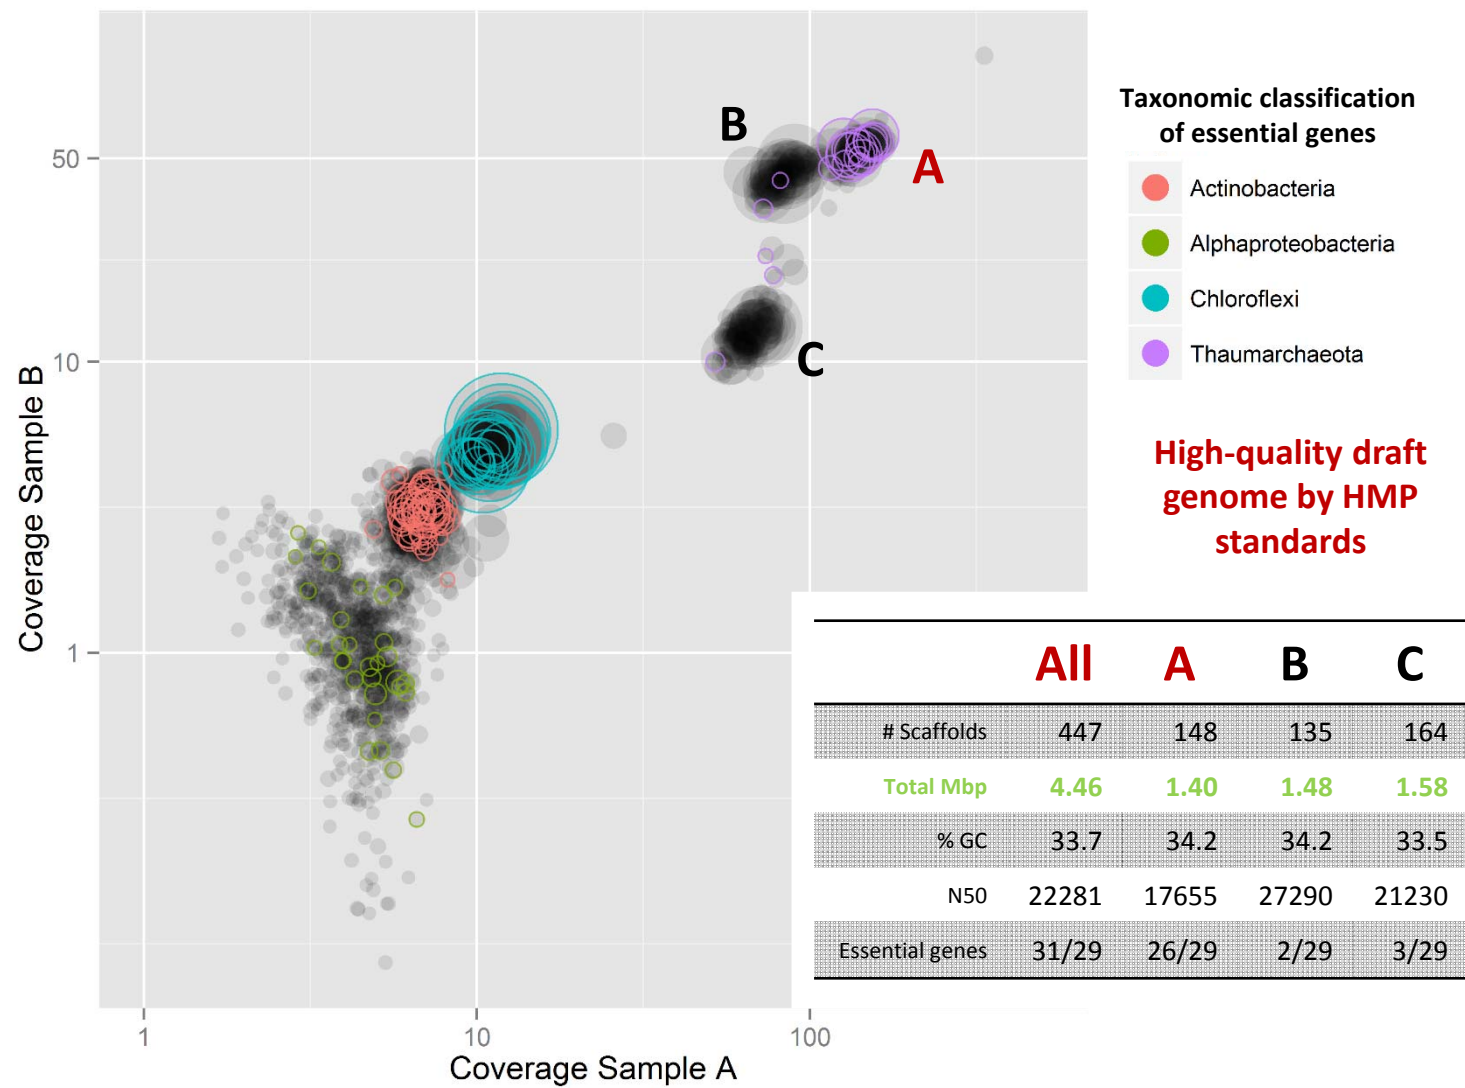 Taxonomic classification
of essential genes
Actinobacteria
Alphaproteobacteria
Chloroflexi
Thaumarchaeota
B
A
C
50
10
1
Coverage Sample B
1
10
100
Coverage Sample A
High-quality draft
genome by HMP
standards
All A B C
# Scaffolds 447 148 135 164
Total Mbp 4.46 1.40 1.48 1.58
% GC 33.7 34.2 34.2 33.5
N50 22281 17655 27290 21230
Essential genes 31/29 26/29 2/29 3/29